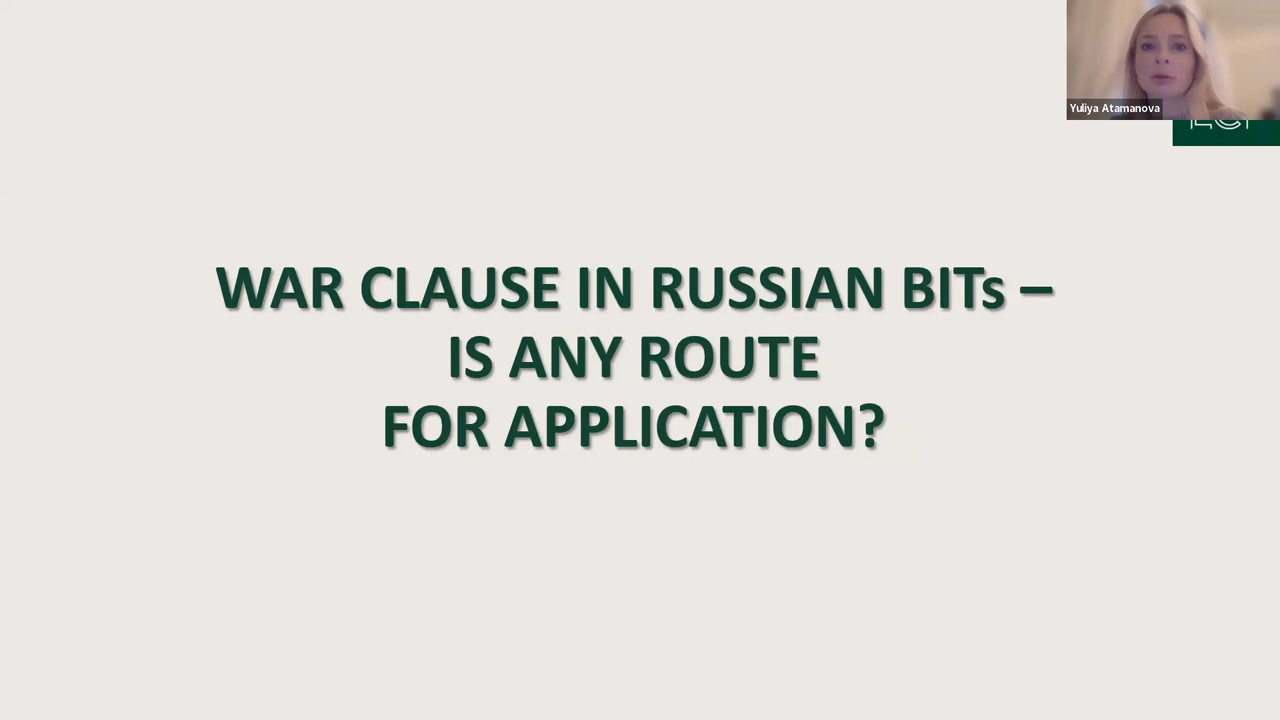 Yuliya Atamanova
WAR CLAUSE IN RUSSIAN BITs –
IS ANY ROUTE
FOR APPLICATION?